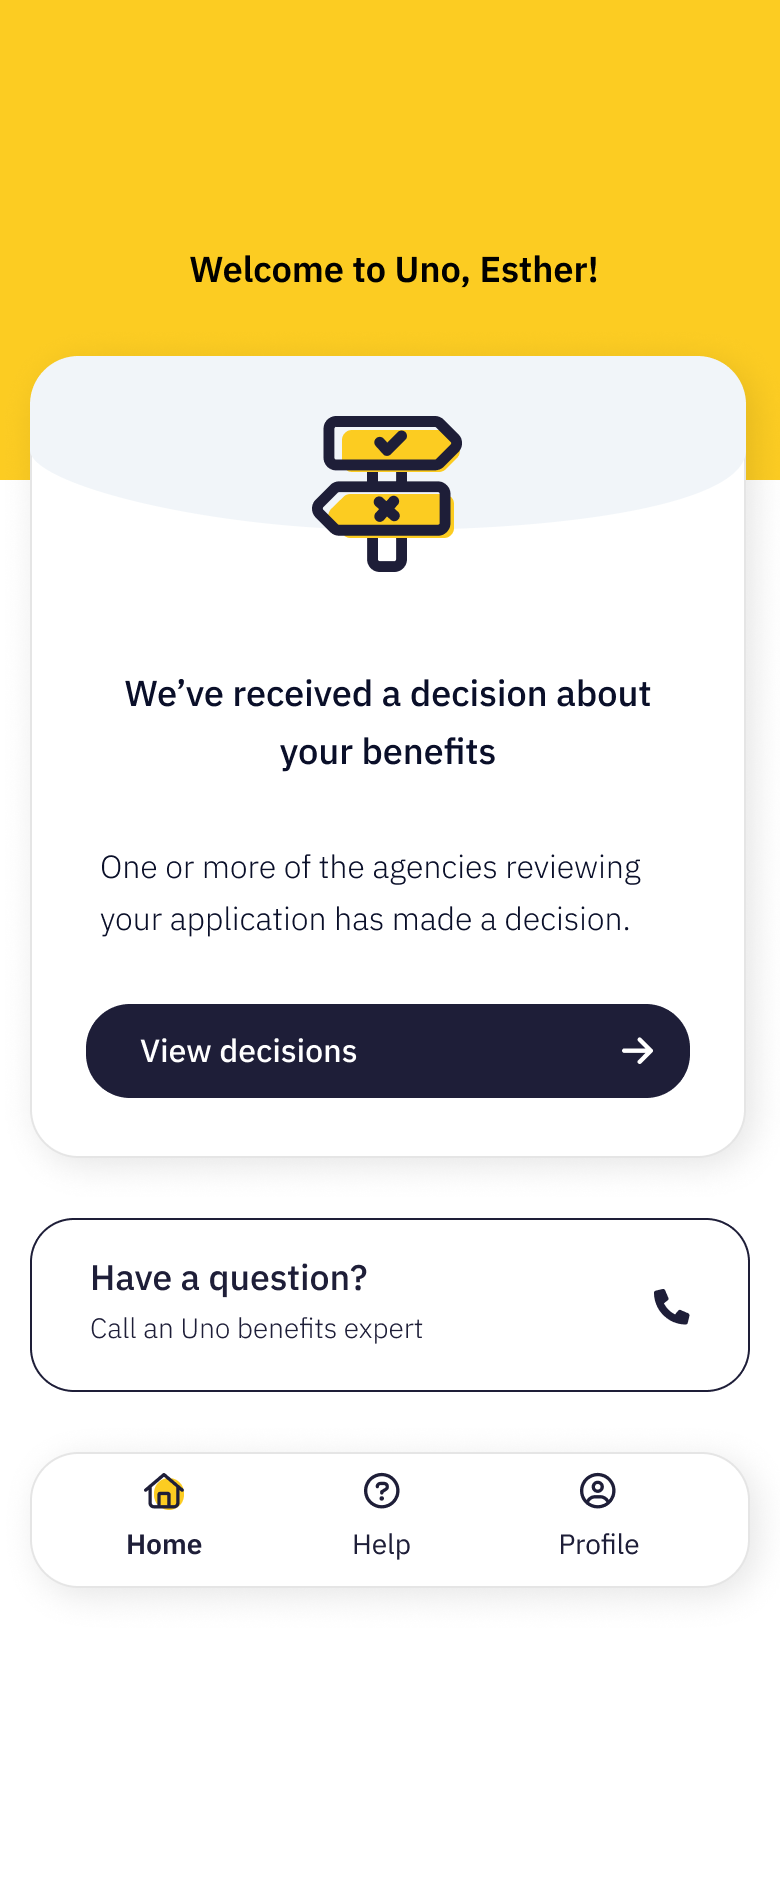 Welcome to Uno, Esther!
We’ve received a decision about
your benefits
One or more of the agencies reviewing
your application has made a decision.
View decisions
Have a question?
Call an Uno benefits expert
Home
Help
Profile